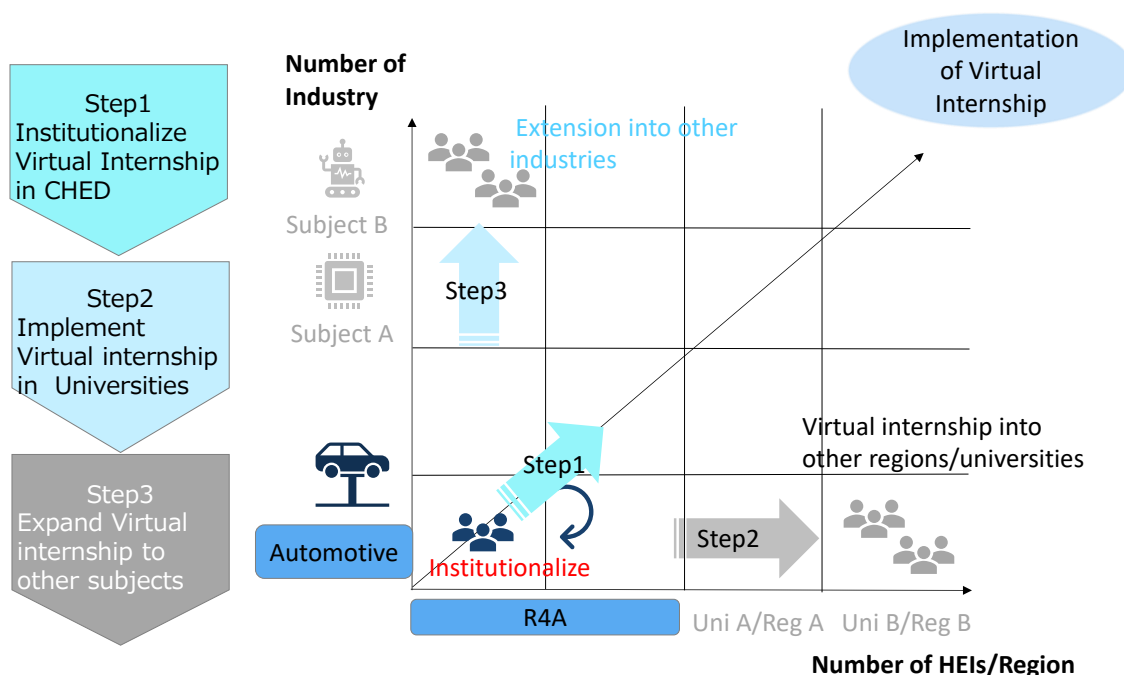 Step1
Institutionalize
Virtual Internship
in CHED
Step2
Implement
Virtual internship
in Universities
Step3
Expand Virtual
internship to
other subjects
Number of
Industry
Implementation
of Virtual
Internship
Extension into other
industries
Subject B
Step3
Subject A
Virtual internship into
other regions/universities
Step1
Automotive
Institutionalize
Step2
R4A
Uni A/Reg A
Uni B/Reg B
Number of HEIs/Region